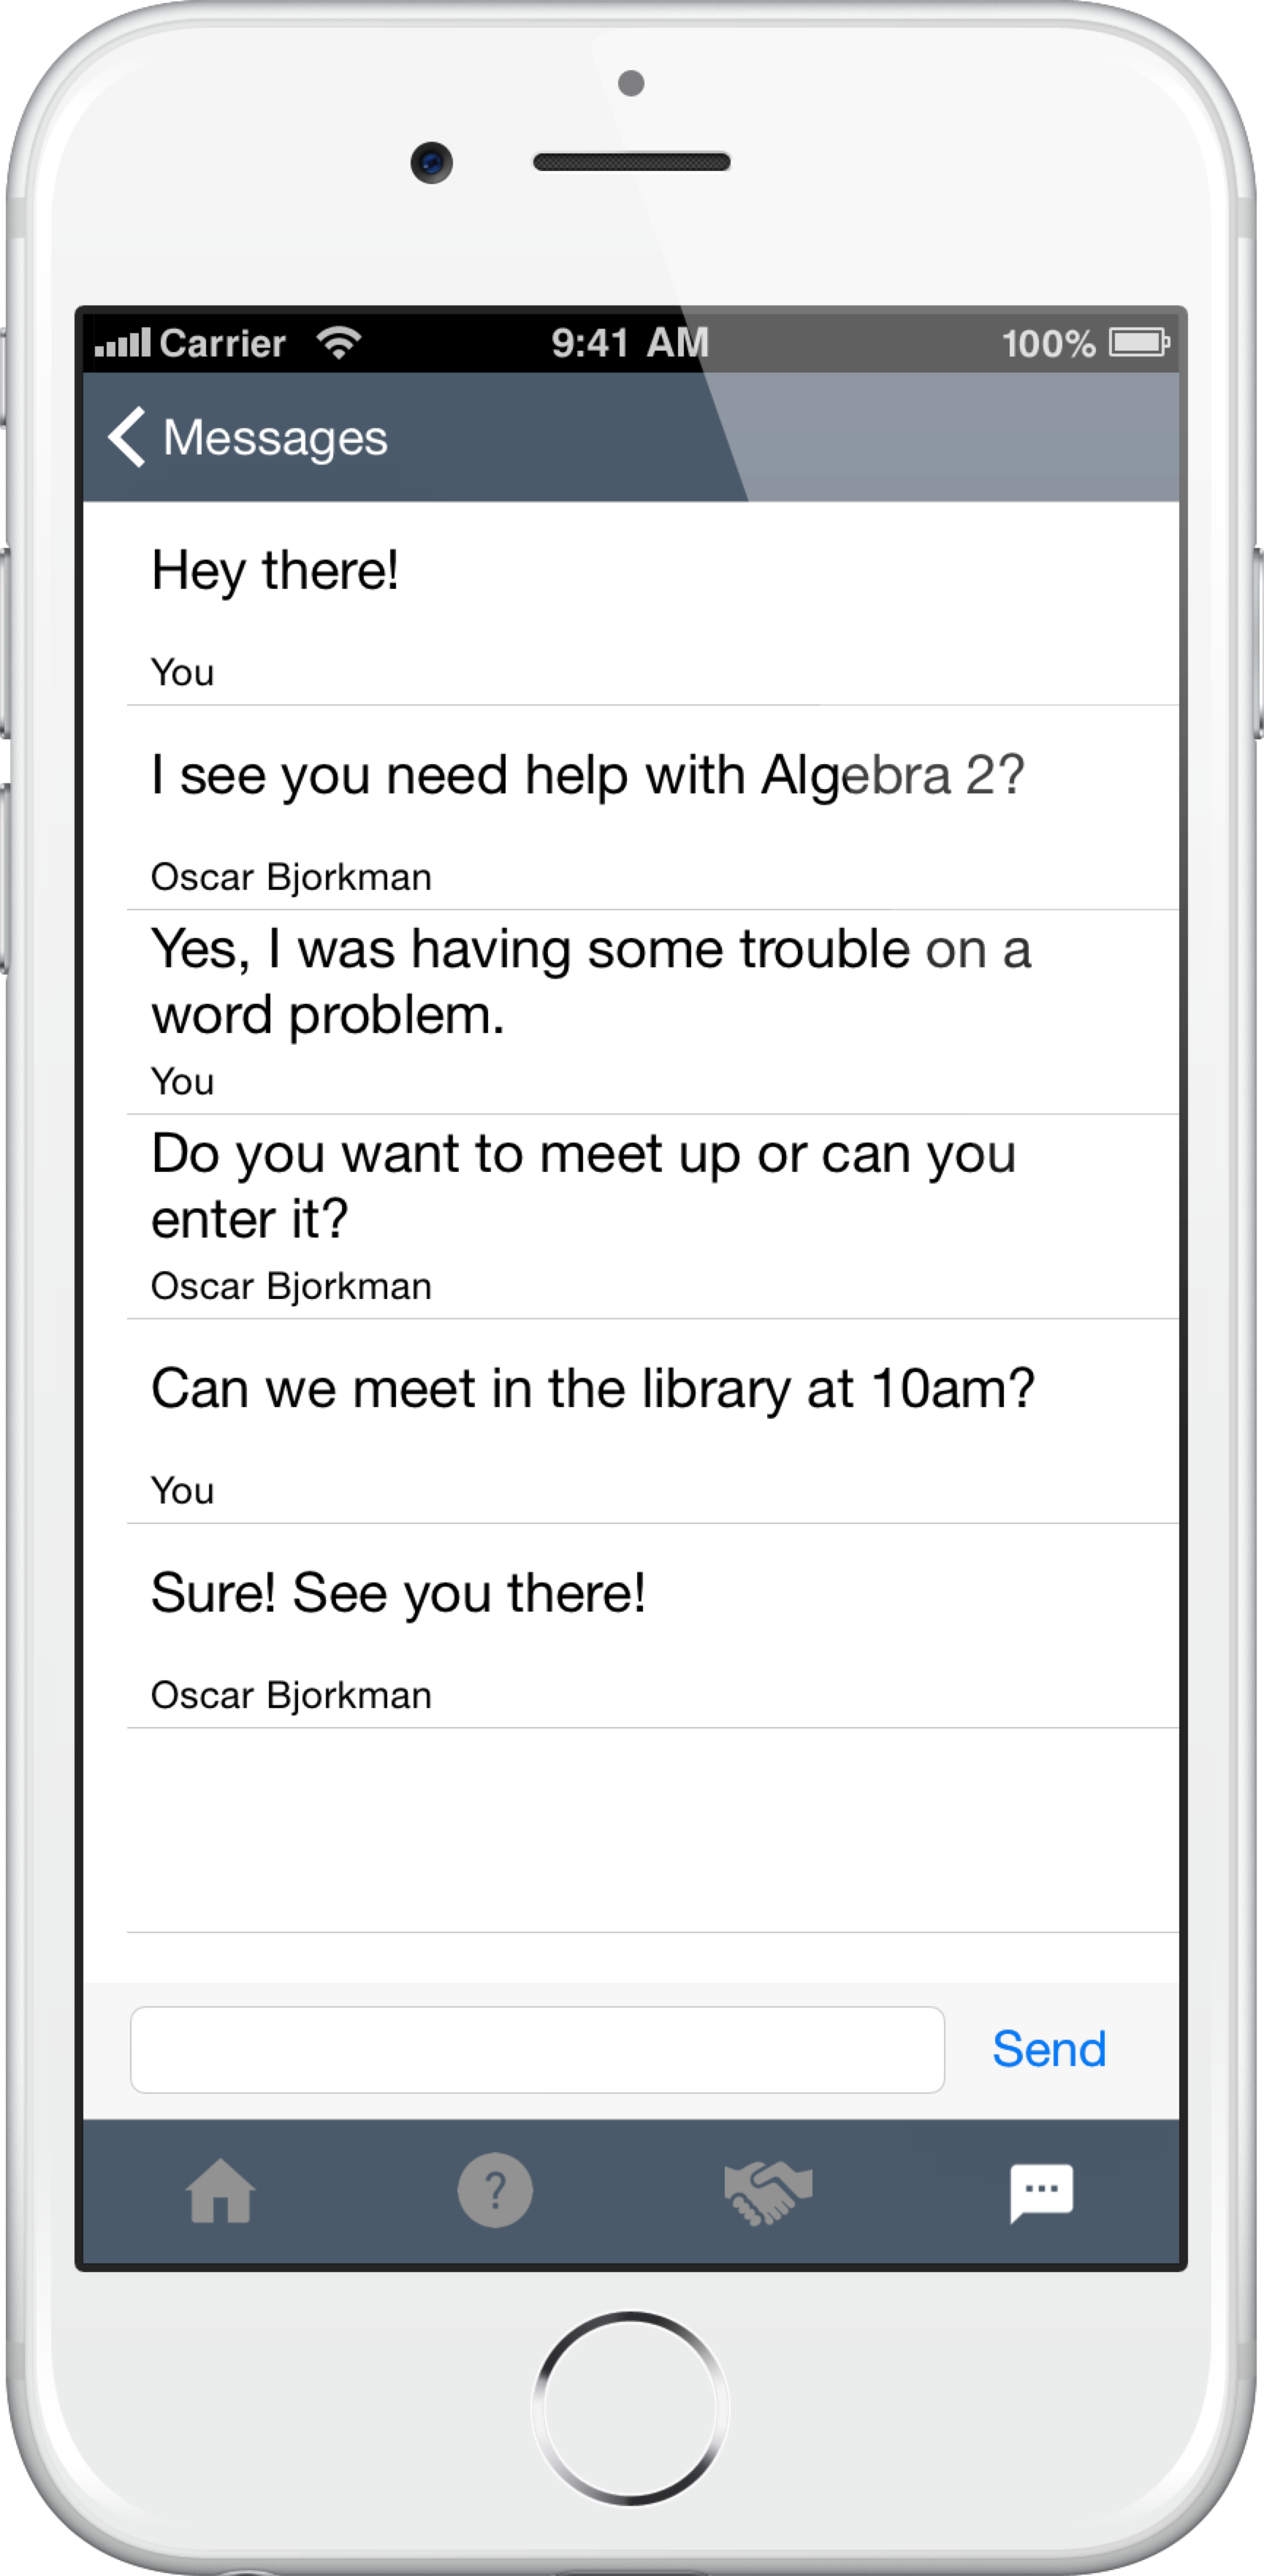 Carrier 9:41 AM 100%
Messages
Hey there!
You
I see you need help with Algebra 2?
Oscar Bjorkman
Yes, I was having some trouble on a
word problem.
You
Do you want to meet up or can you
enter it?
Oscar Bjorkman
Can we meet in the library at 10am?
You
Sure! See you there!
Oscar Bjorkman
Send
?